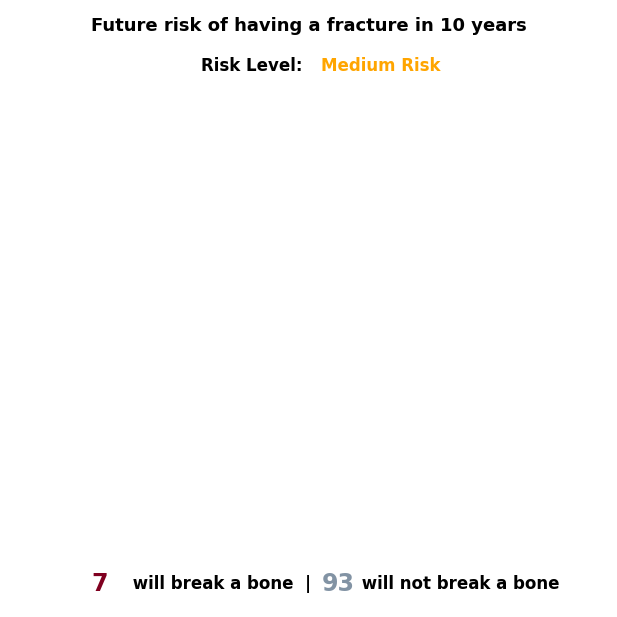 Future risk of having a fracture in 10 years
Risk Level: Medium Risk
7 will break a bone | 93 will not break a bone